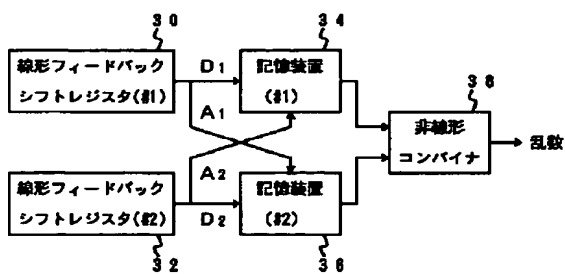 30
線形フィードバック
シフトレジスタ(#1)
D1
A1
34
記憶装置
(#1)
38
非線形
コンバイナ
乱数
線形フィードバック
シフトレジスタ(#2)
32
A2
D2
記憶装置
(#2)
36